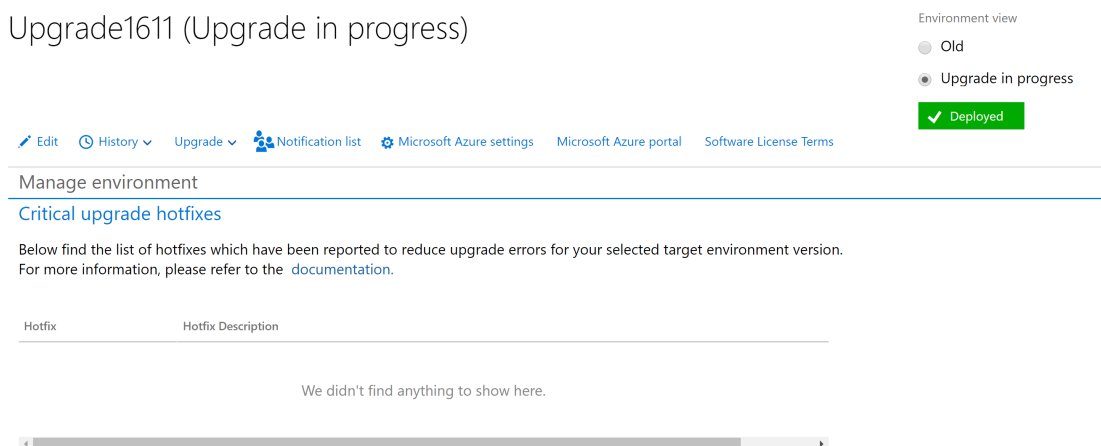 Upgrade1611 (Upgrade in progress)
Environment view
Old
Upgrade in progress
Deployed
Edit History Upgrade Notification list Microsoft Azure settings Microsoft Azure portal Software License Terms
Manage environment
Critical upgrade hotfixes
Below find the list of hotfixes which have been reported to reduce upgrade errors for your selected target environment version.
For more information, please refer to the documentation.
Hotfix Hotfix Description
We didn't find anything to show here.